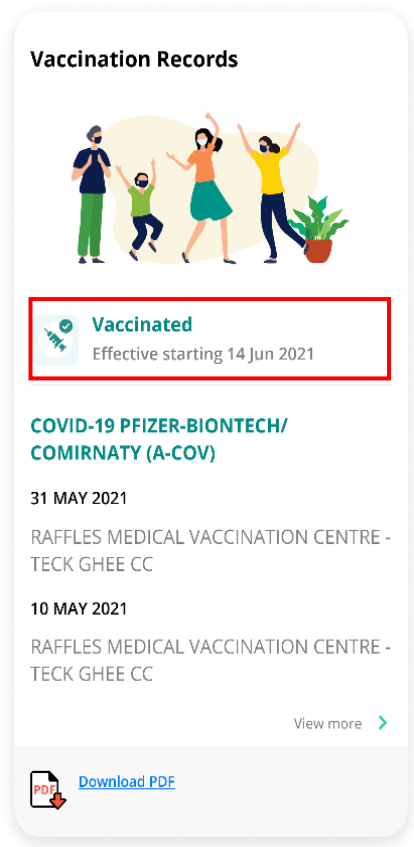 Vaccination Records
Vaccinated
Effective starting 14 Jun 2021
COVID-19 PFIZER-BIONTECH/
COMIRNATY (A-COV)
31 MAY 2021
RAFFLES MEDICAL VACCINATION CENTRE -
TECK GHEE CC
10 MAY 2021
RAFFLES MEDICAL VACCINATION CENTRE -
TECK GHEE CC
View more
PDF
Download PDF